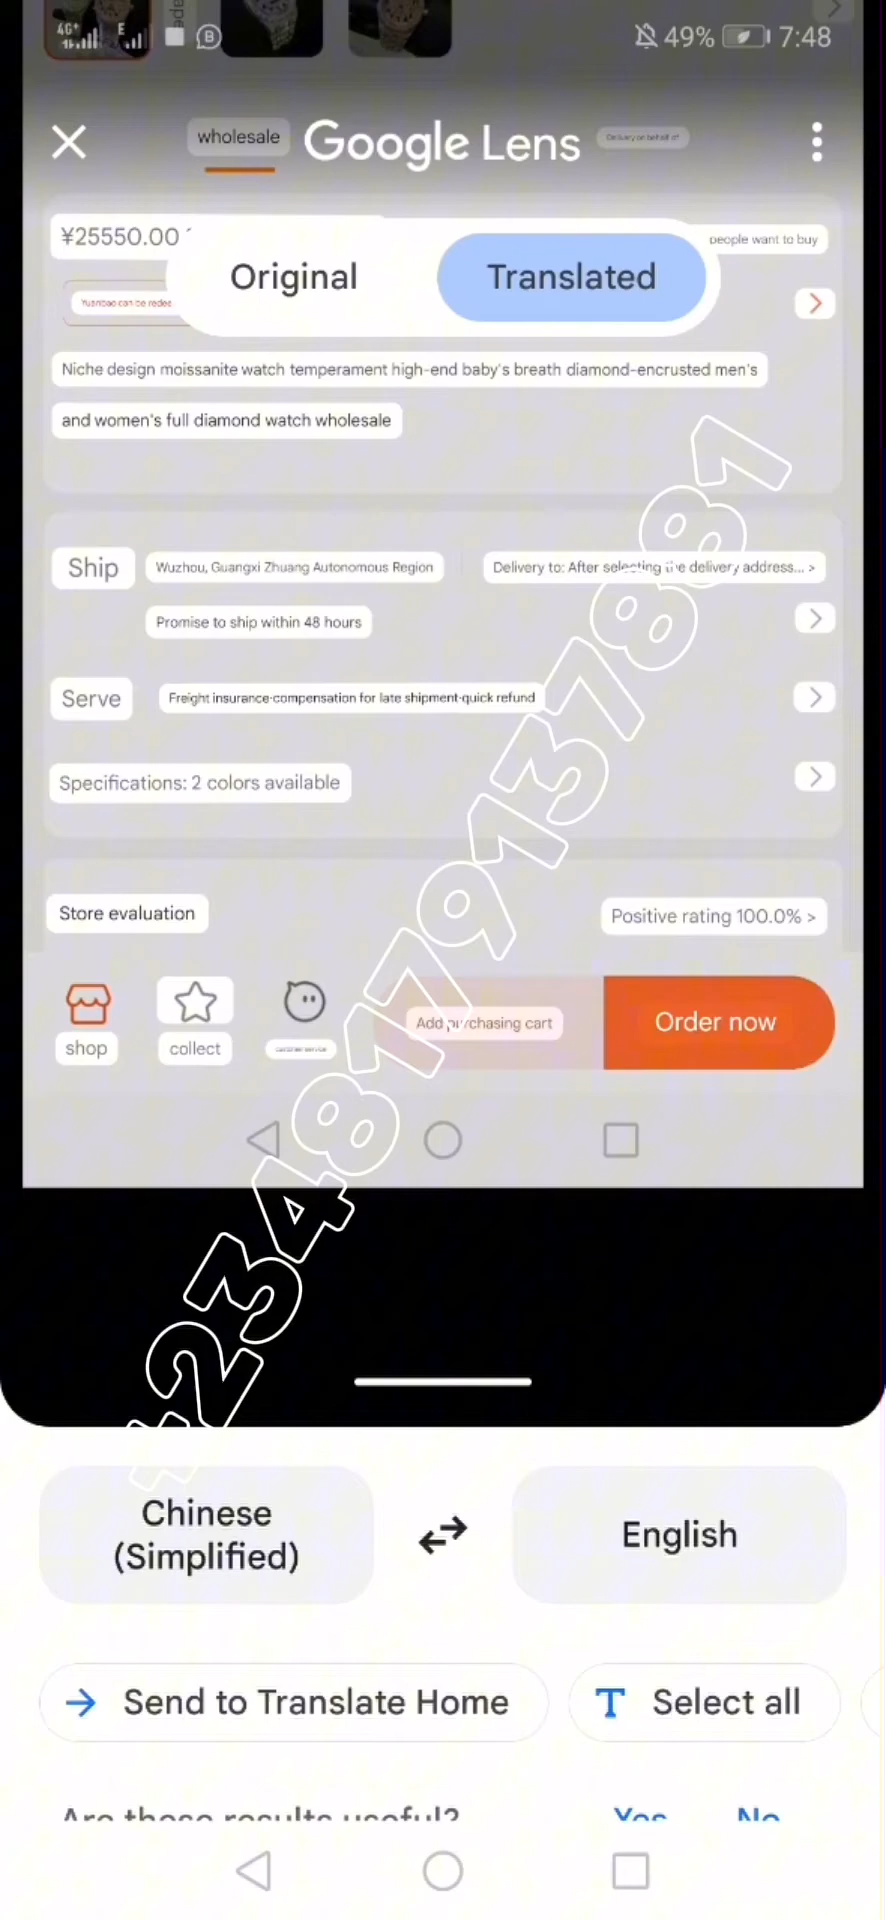 4G+
E
B
49%
7:48
wholesale
Google Lens
Delivery on behalf of
¥25550.00
people want to buy
Original
Translated
Yuanbao can be redee
Niche design moissanite watch temperament high-end baby's breath diamond-encrusted men's
and women's full diamond watch wholesale
Ship
Wuzhou, Guangxi Zhuang Autonomous Region
Delivery to: After selecting the delivery address... >
Promise to ship within 48 hours
Serve
Freight insurance·compensation for late shipment·quick refund
Specifications: 2 colors available
Store evaluation
Positive rating 100.0% >
shop
collect
customer service
Add purchasing cart
Order now
+2348179137881
Chinese
(Simplified)
English
Send to Translate Home
Select all
Are these results useful?
Yes
No